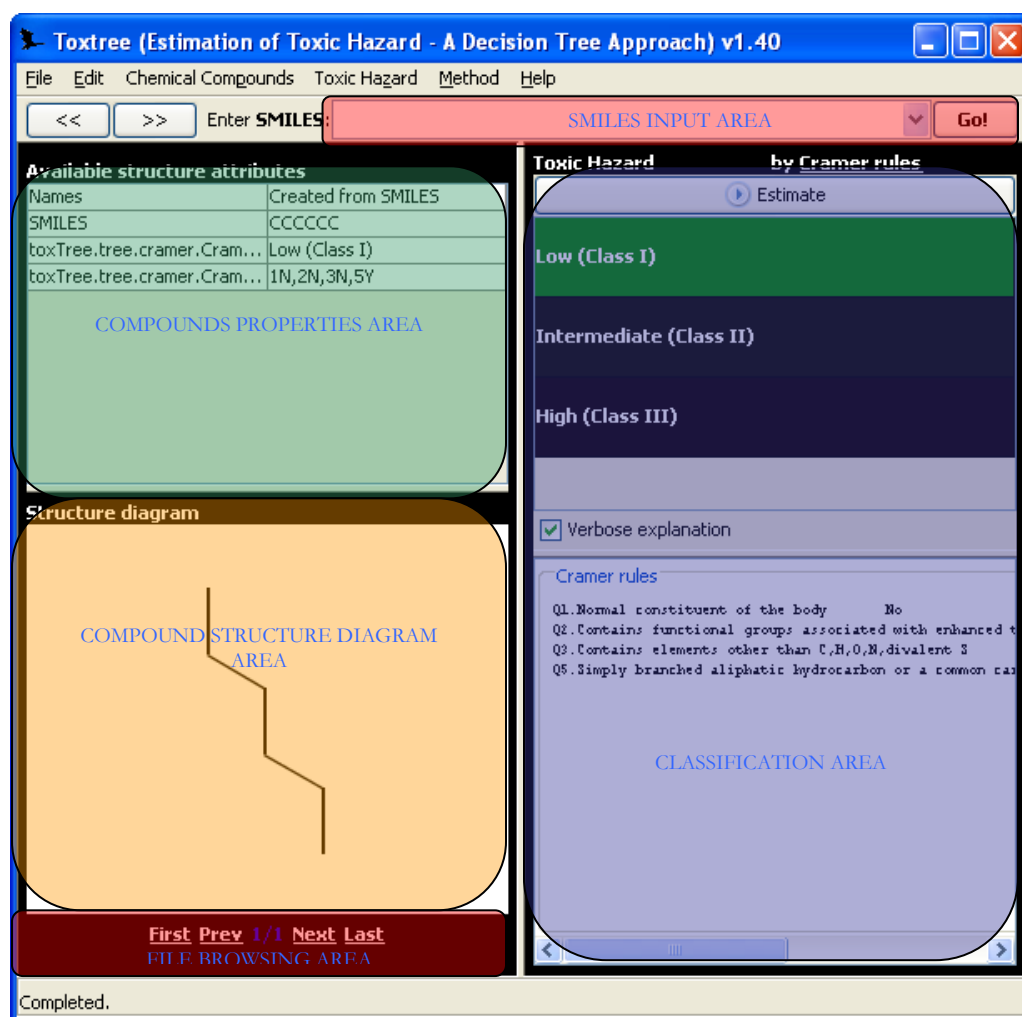 Toxtree (Estimation of Toxic Hazard - A Decision Tree Approach) v1.40
File Edit Chemical Compounds Toxic Hazard Method Help
<< >> Enter SMILES: SMILES INPUT AREA Go!
Available structure attributes
Names Created from SMILES
SMILES CCCCCC
toxTree.tree.cramer.Cram... Low (Class I)
toxTree.tree.cramer.Cram... 1N,2N,3N,5Y
COMPOUNDS PROPERTIES AREA
Structure diagram
COMPOUND STRUCTURE DIAGRAM
AREA
First Prev 1/1 Next Last
FILE BROWSING AREA
Toxic Hazard by Cramer rules
Estimate
Low (Class I)
Intermediate (Class II)
High (Class III)
Verbose explanation
Cramer rules
Q1.Normal constituent of the body No
Q2.Contains functional groups associated with enhanced t
Q3.Contains elements other than C,H,O,N,divalent S
Q5.Simply branched aliphatic hydrocarbon or a common car
CLASSIFICATION AREA
Completed.